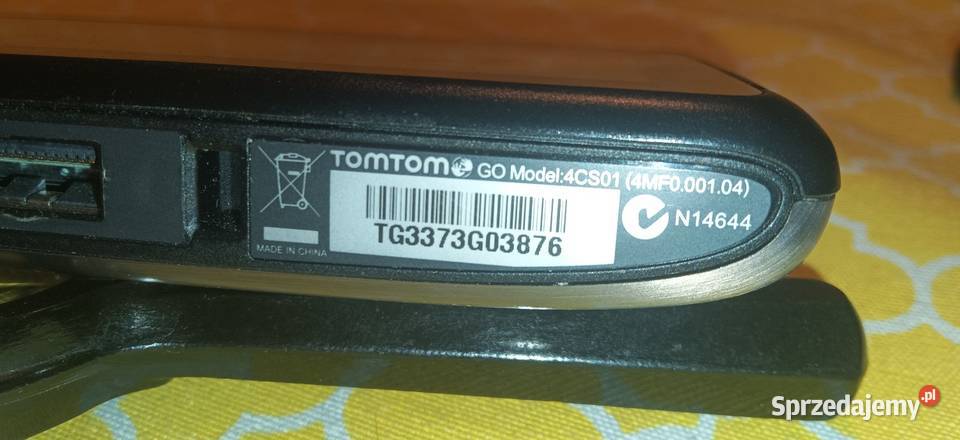 TOMTOM GO Model:4CS01 (4MF0.001.04)
TG3373G03876
N14644
MADE IN CHINA
Sprzedajemy.pl